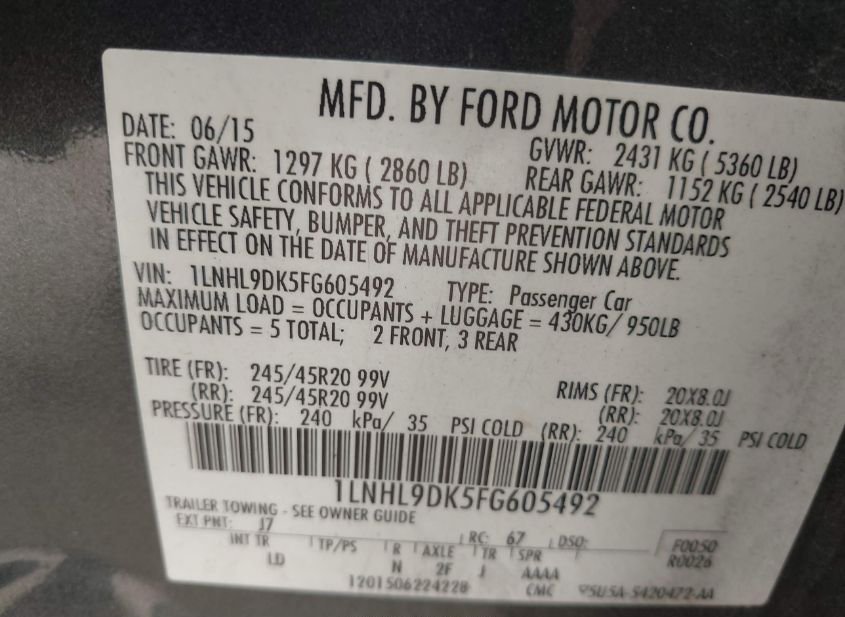 MFD. BY FORD MOTOR CO.
DATE: 06/15 GVWR: 2431 KG ( 5360 LB)
FRONT GAWR: 1297 KG ( 2860 LB) REAR GAWR: 1152 KG ( 2540 LB)
THIS VEHICLE CONFORMS TO ALL APPLICABLE FEDERAL MOTOR
VEHICLE SAFETY, BUMPER, AND THEFT PREVENTION STANDARDS
IN EFFECT ON THE DATE OF MANUFACTURE SHOWN ABOVE.
VIN: 1LNHL9DK5FG605492 TYPE: Passenger Car
MAXIMUM LOAD = OCCUPANTS + LUGGAGE = 430KG/ 950LB
OCCUPANTS = 5 TOTAL; 2 FRONT, 3 REAR
TIRE (FR): 245/45R20 99V RIMS (FR): 20X8.0J
(RR): 245/45R20 99V (RR): 20X8.0J
PRESSURE (FR): 240 kPa/ 35 PSI COLD (RR): 240 kPa/ 35 PSI COLD
1LNHL9DK5FG605492
TRAILER TOWING - SEE OWNER GUIDE
EXT PNT: J7 RC: 67 DSO: F0050
INT TR TP/PS R AXLE TR SPR R0026
LD N 2F J AAAA
1201506224228 CMC